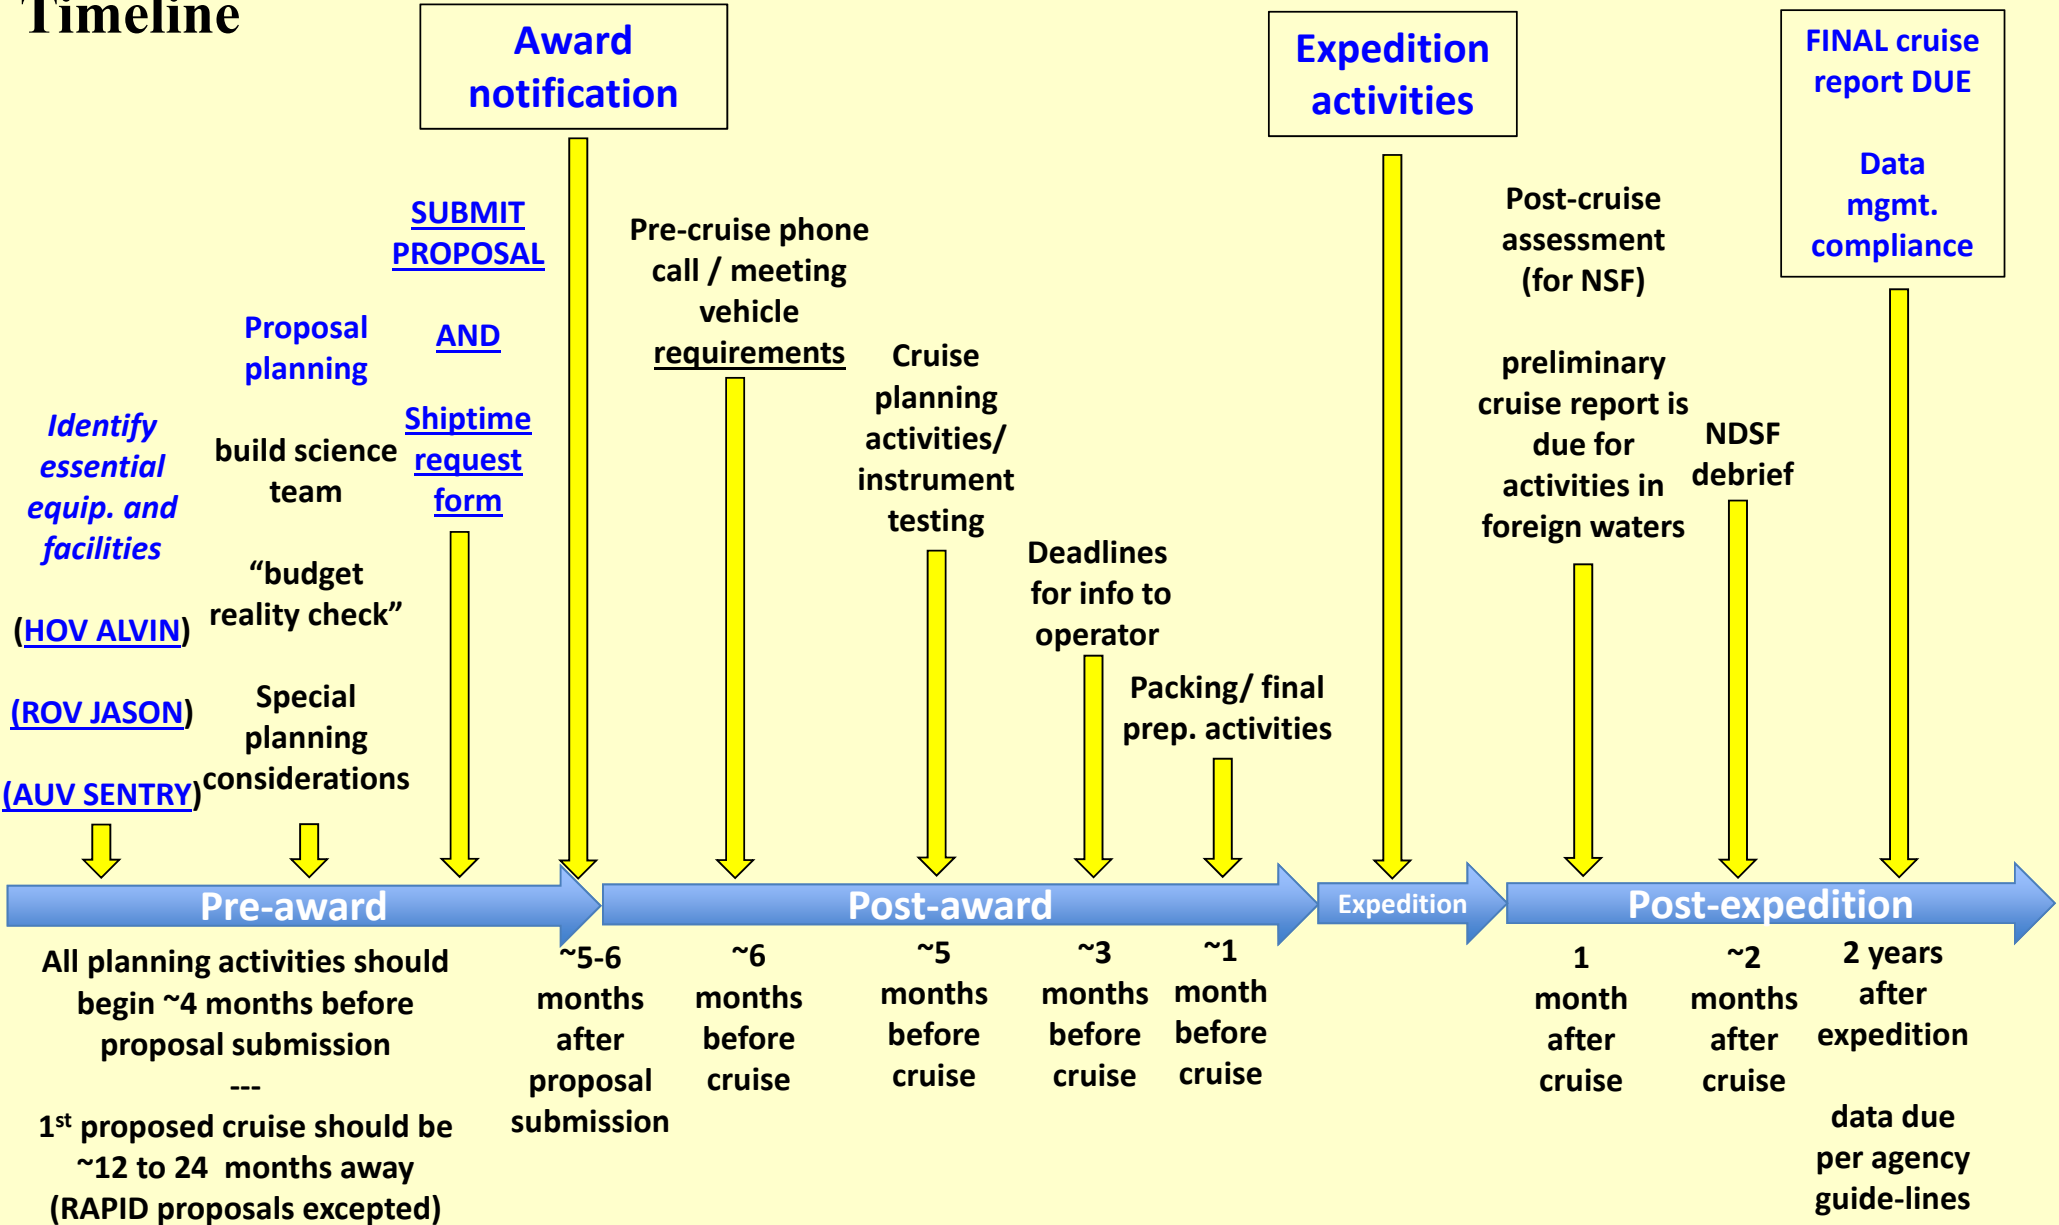 Timeline
Award
notification
Expedition
activities
FINAL cruise
report DUE
Data
mgmt.
compliance
Identify
essential
equip. and
facilities
(HOV ALVIN)
(ROV JASON)
(AUV SENTRY)
Proposal
planning
build science
team
“budget
reality check”
Special
planning
considerations
SUBMIT
PROPOSAL
AND
Shiptime
request
form
Pre-cruise phone
call / meeting
vehicle
requirements
Cruise
planning
activities/
instrument
testing
Deadlines
for info to
operator
Packing/ final
prep. activities
Post-cruise
assessment
(for NSF)
preliminary
cruise report is
due for
activities in
foreign waters
NDSF
debrief
Pre-award
Post-award
Expedition
Post-expedition
All planning activities should
begin ~4 months before
proposal submission
---
1st proposed cruise should be
~12 to 24 months away
(RAPID proposals excepted)
~5-6
months
after
proposal
submission
~6
months
before
cruise
~5
months
before
cruise
~3
months
before
cruise
~1
month
before
cruise
1
month
after
cruise
~2
months
after
cruise
2 years
after
expedition
data due
per agency
guide-lines